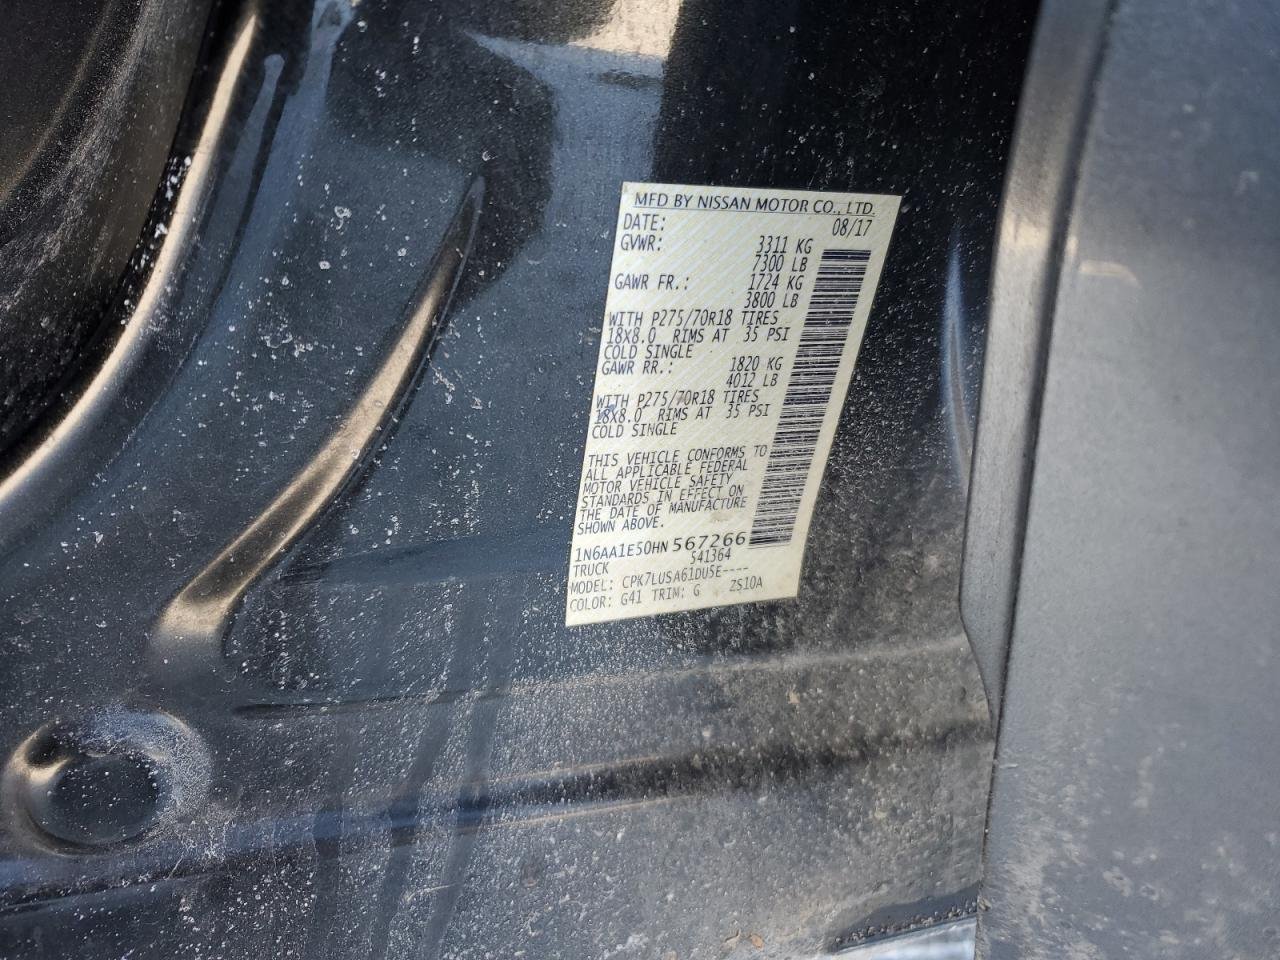 MFD BY NISSAN MOTOR CO., LTD.
DATE: 08/17
GVWR: 3311 KG
7300 LB
GAWR FR.: 1724 KG
3800 LB
WITH P275/70R18 TIRES
18X8.0 RIMS AT 35 PSI
COLD SINGLE
GAWR RR.: 1820 KG
4012 LB
WITH P275/70R18 TIRES
18X8.0 RIMS AT 35 PSI
COLD SINGLE
THIS VEHICLE CONFORMS TO
ALL APPLICABLE FEDERAL
MOTOR VEHICLE SAFETY
STANDARDS IN EFFECT ON
THE DATE OF MANUFACTURE
SHOWN ABOVE.
1N6AA1E50HN567266
TRUCK 541364
MODEL: CPK7LUSA61DUSE----
COLOR: G41 TRIM: G ZS10A